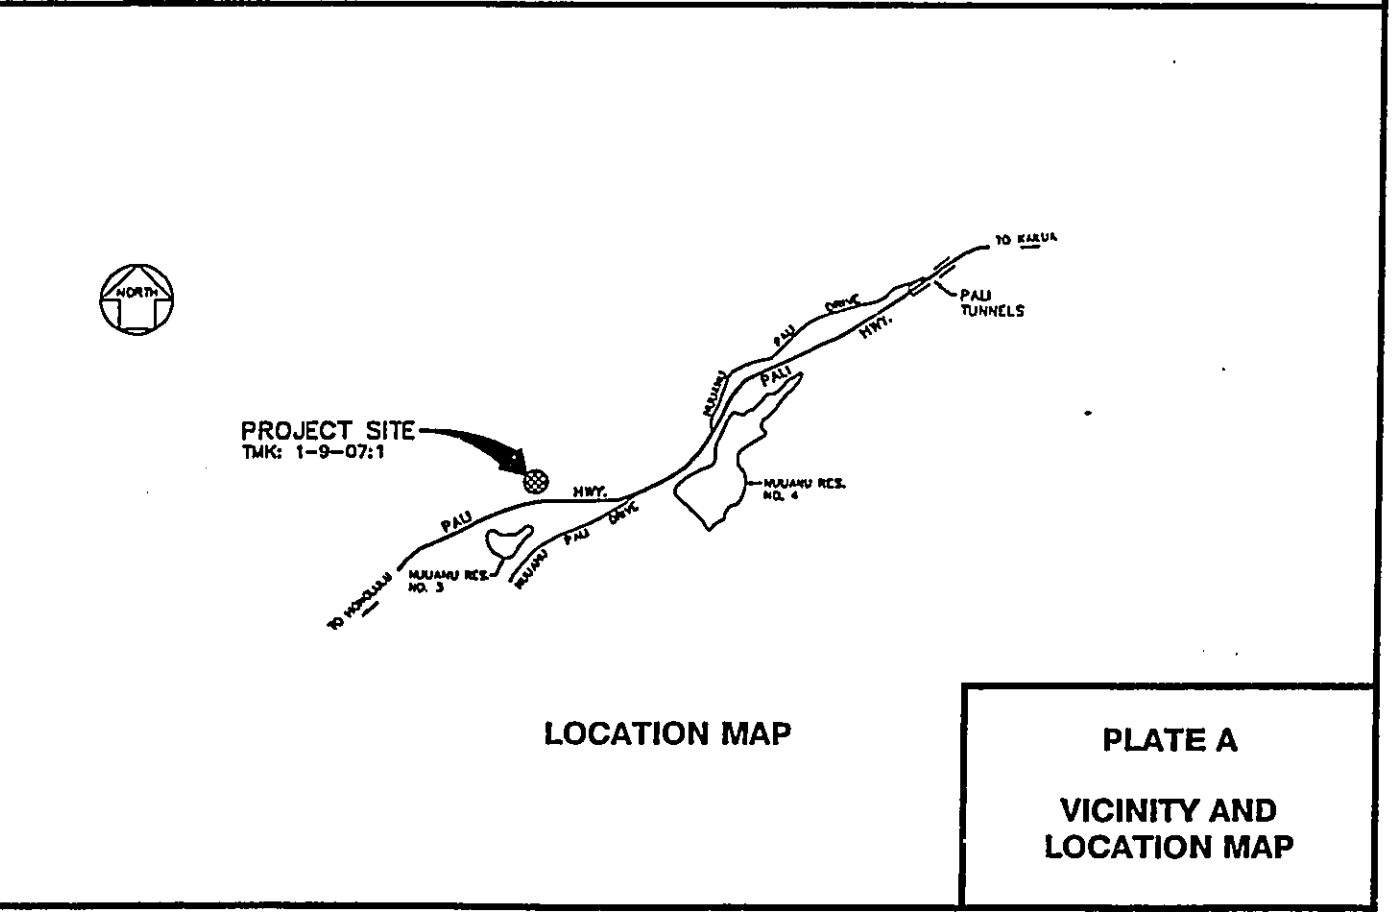 TO KAILUA
NORTH
PALI
TUNNELS
NUUANU PALI DRIVE
PALI HWY.
PROJECT SITE
TMK: 1-9-07:1
NUUANU RES.
NO. 4
PALI HWY.
NUUANU PALI DRIVE
NUUANU RES.
NO. 3
TO HONOLULU
LOCATION MAP
PLATE A
VICINITY AND
LOCATION MAP